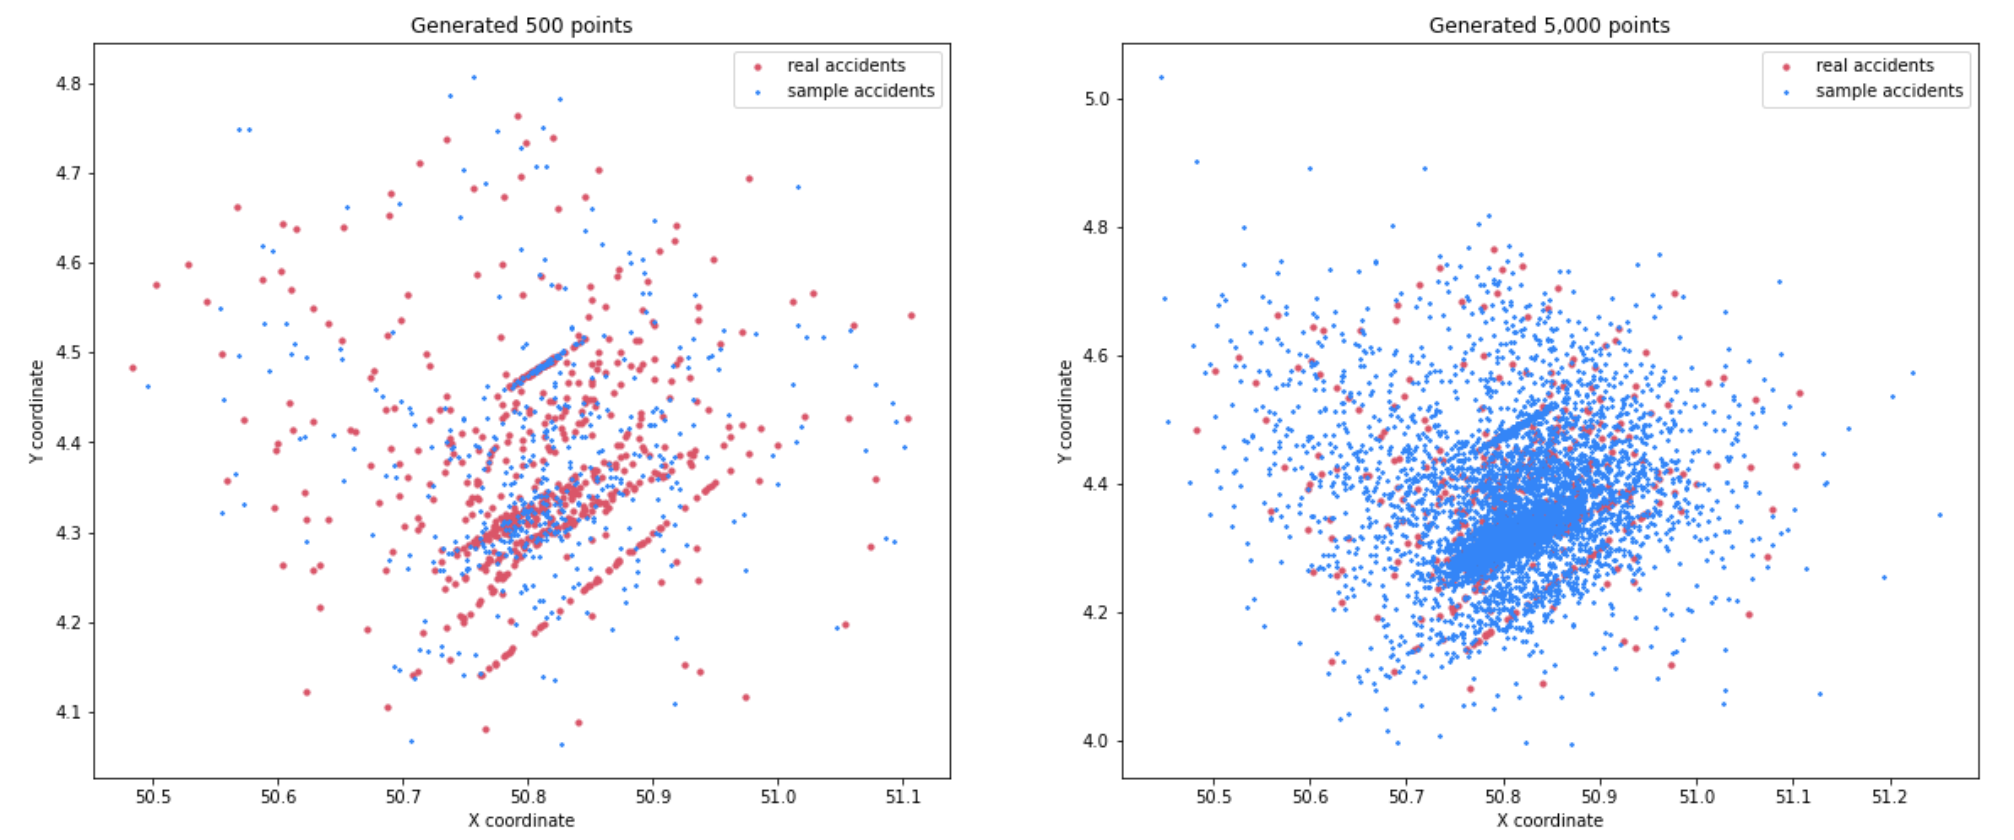 Generated 500 points
real accidents
sample accidents
4.8
4.7
4.6
4.5
4.4
4.3
4.2
4.1
Y coordinate
50.5 50.6 50.7 50.8 50.9 51.0 51.1
X coordinate
Generated 5,000 points
real accidents
sample accidents
5.0
4.8
4.6
4.4
4.2
4.0
Y coordinate
50.5 50.6 50.7 50.8 50.9 51.0 51.1 51.2
X coordinate